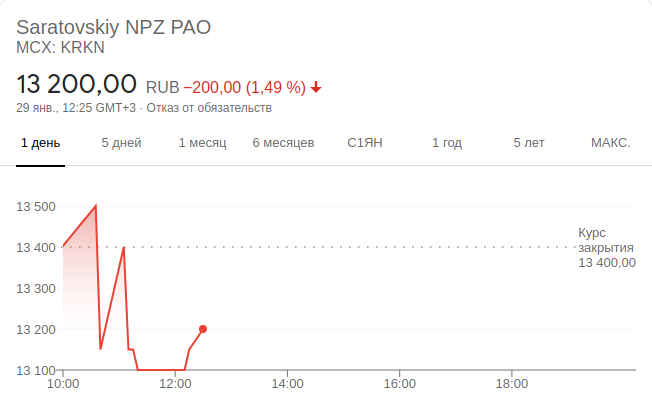 Saratovskiy NPZ PAO
MCX: KRKN
13 200,00 RUB −200,00 (1,49 %)
29 янв., 12:25 GMT+3 · Отказ от обязательств
1 день 5 дней 1 месяц 6 месяцев С1ЯН 1 год 5 лет МАКС.
13 500
Курс
13 400 закрытия
13 400,00
13 300
13 200
13 100
10:00 12:00 14:00 16:00 18:00